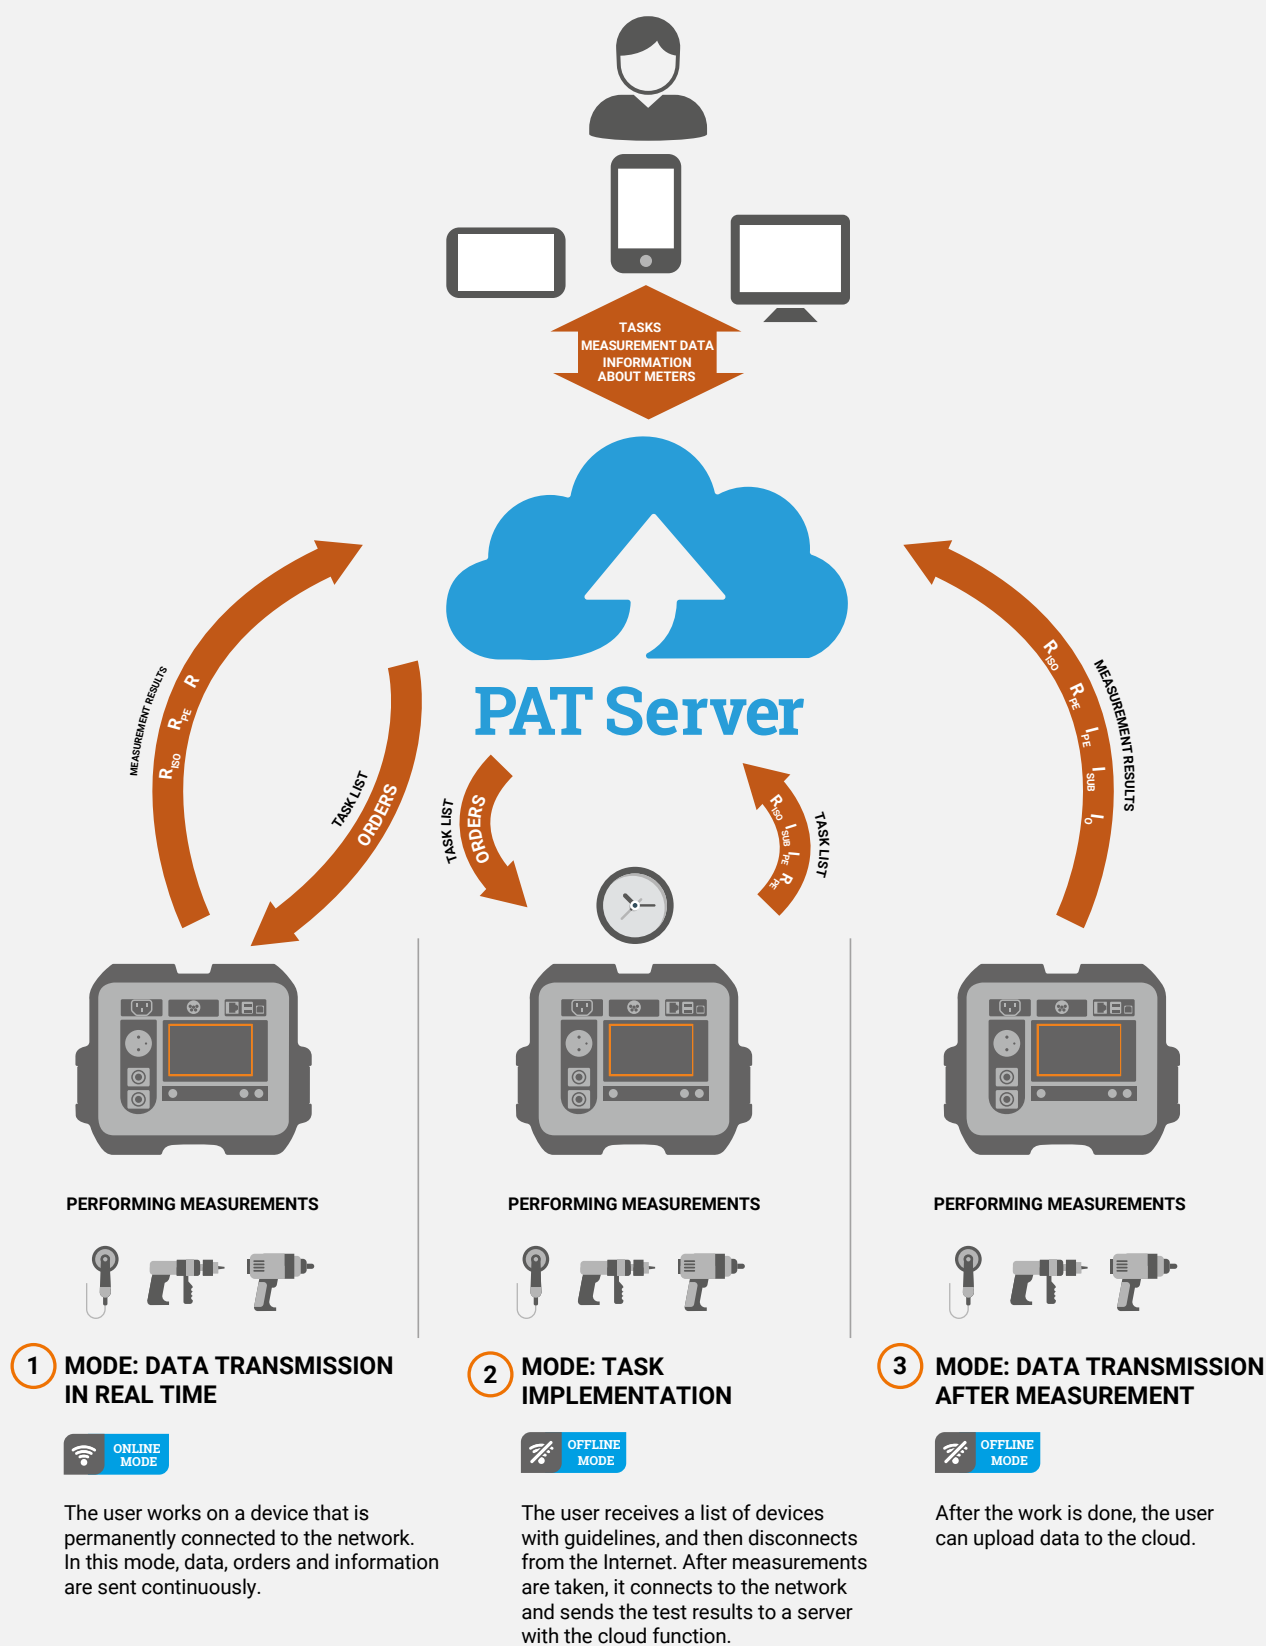 TASKS
MEASUREMENT DATA
INFORMATION
ABOUT METERS
PAT Server
MEASUREMENT RESULTS
RISO RPE R
TASK LIST
ORDERS
TASK LIST
ORDERS
RISO ISUB IPE RPE
TASK LIST
RISO RPE IPE ISUB IO
MEASUREMENT RESULTS
PERFORMING MEASUREMENTS
PERFORMING MEASUREMENTS
PERFORMING MEASUREMENTS
1 MODE: DATA TRANSMISSION
IN REAL TIME
ONLINE
MODE
The user works on a device that is
permanently connected to the network.
In this mode, data, orders and information
are sent continuously.
2 MODE: TASK
IMPLEMENTATION
OFFLINE
MODE
The user receives a list of devices
with guidelines, and then disconnects
from the Internet. After measurements
are taken, it connects to the network
and sends the test results to a server
with the cloud function.
3 MODE: DATA TRANSMISSION
AFTER MEASUREMENT
OFFLINE
MODE
After the work is done, the user
can upload data to the cloud.